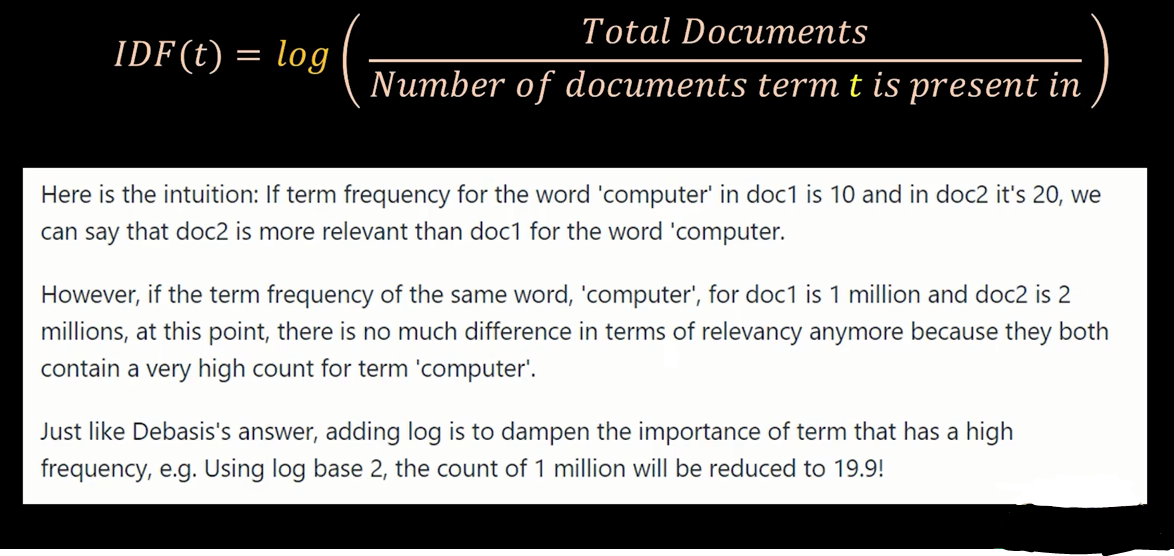 IDF(t) = log ( Total Documents / Number of documents term t is present in )
Here is the intuition: If term frequency for the word 'computer' in doc1 is 10 and in doc2 it's 20, we
can say that doc2 is more relevant than doc1 for the word 'computer.
However, if the term frequency of the same word, 'computer', for doc1 is 1 million and doc2 is 2
millions, at this point, there is no much difference in terms of relevancy anymore because they both
contain a very high count for term 'computer'.
Just like Debasis's answer, adding log is to dampen the importance of term that has a high
frequency, e.g. Using log base 2, the count of 1 million will be reduced to 19.9!